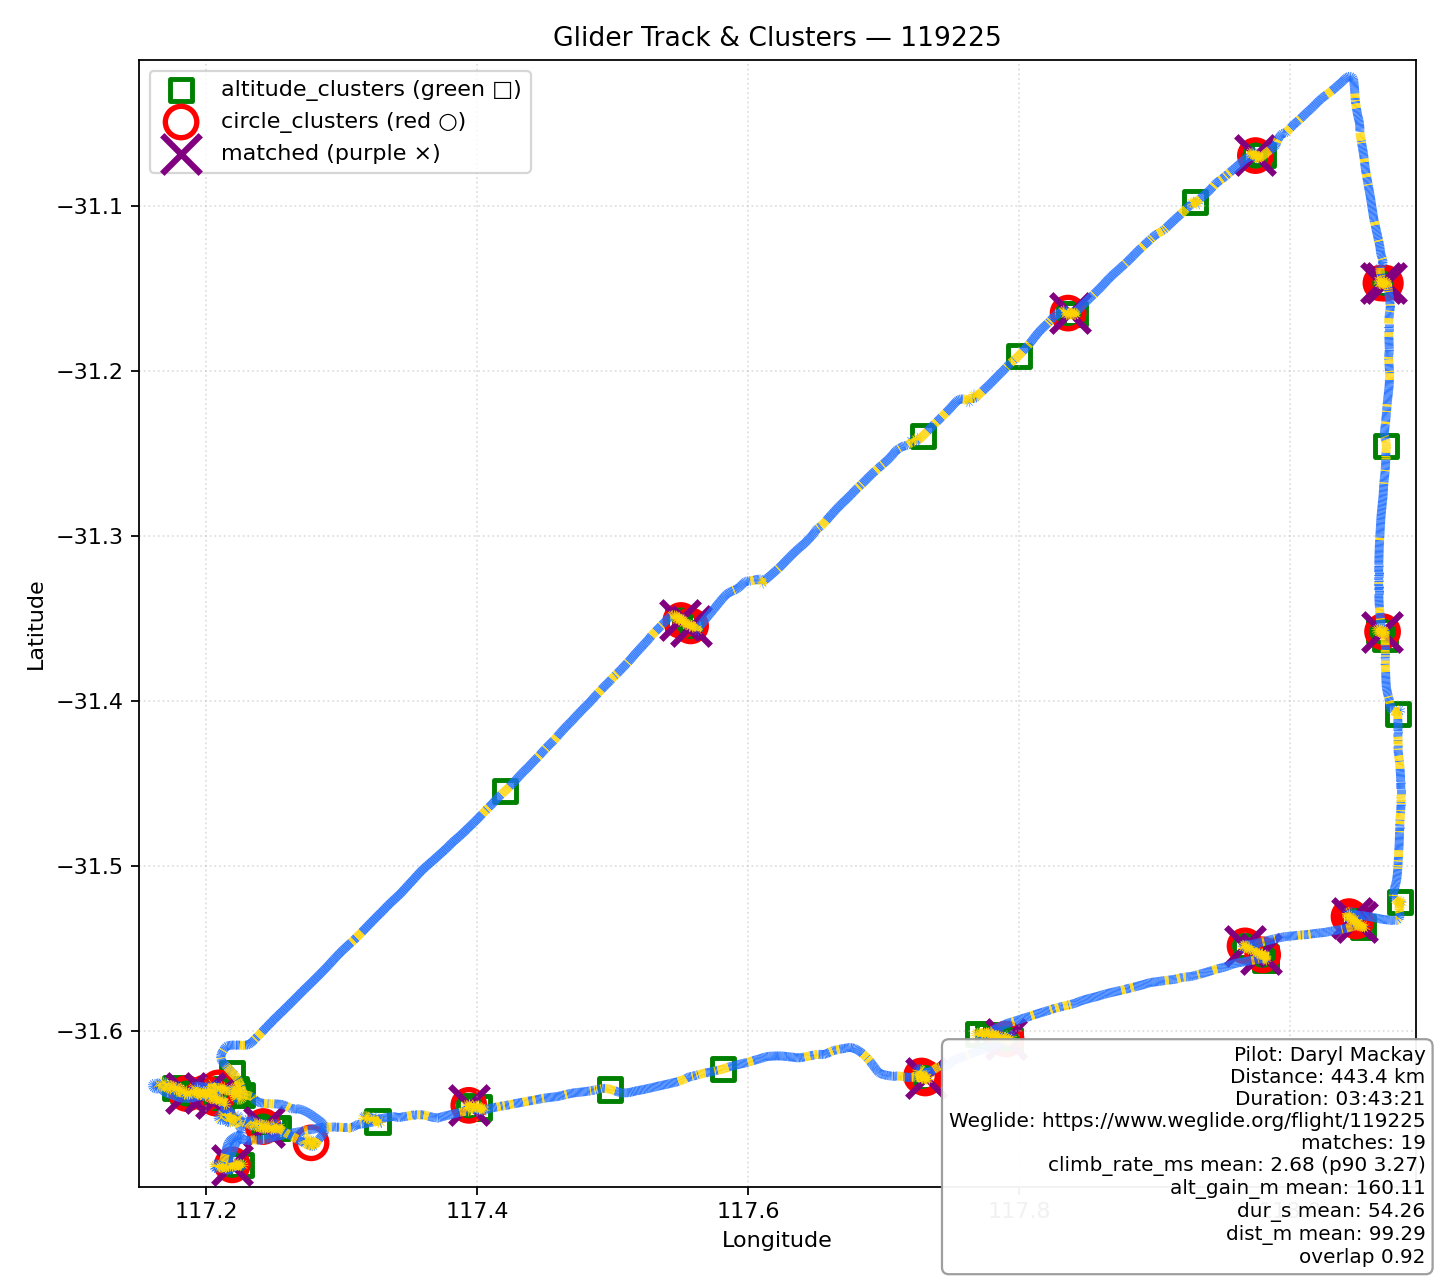 Glider Track & Clusters — 119225
altitude_clusters (green □)
circle_clusters (red ○)
matched (purple ×)
−31.1
−31.2
−31.3
−31.4
−31.5
−31.6
Latitude
117.2
117.4
117.6
117.8
Longitude
Pilot: Daryl Mackay
Distance: 443.4 km
Duration: 03:43:21
Weglide: https://www.weglide.org/flight/119225
matches: 19
climb_rate_ms mean: 2.68 (p90 3.27)
alt_gain_m mean: 160.11
dur_s mean: 54.26
dist_m mean: 99.29
overlap 0.92